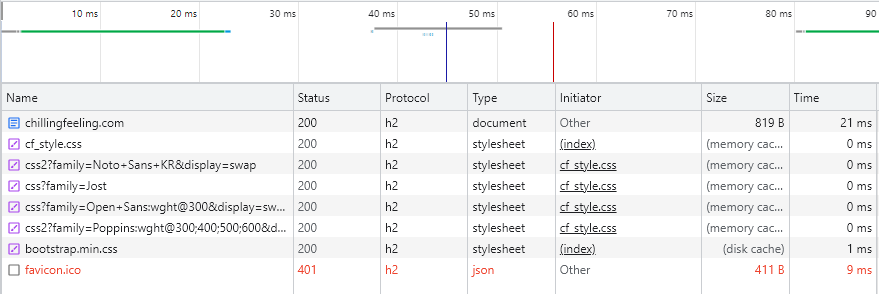 10 ms 20 ms 30 ms 40 ms 50 ms 60 ms 70 ms 80 ms 90
Name Status Protocol Type Initiator Size Time
chillingfeeling.com 200 h2 document Other 819 B 21 ms
cf_style.css 200 h2 stylesheet (index) (memory cac... 0 ms
css2?family=Noto+Sans+KR&display=swap 200 h2 stylesheet cf_style.css (memory cac... 0 ms
css?family=Jost 200 h2 stylesheet cf_style.css (memory cac... 0 ms
css?family=Open+Sans:wght@300&display=sw... 200 h2 stylesheet cf_style.css (memory cac... 0 ms
css2?family=Poppins:wght@300;400;500;600&d... 200 h2 stylesheet cf_style.css (memory cac... 0 ms
bootstrap.min.css 200 h2 stylesheet (index) (disk cache) 1 ms
favicon.ico 401 h2 json Other 411 B 9 ms